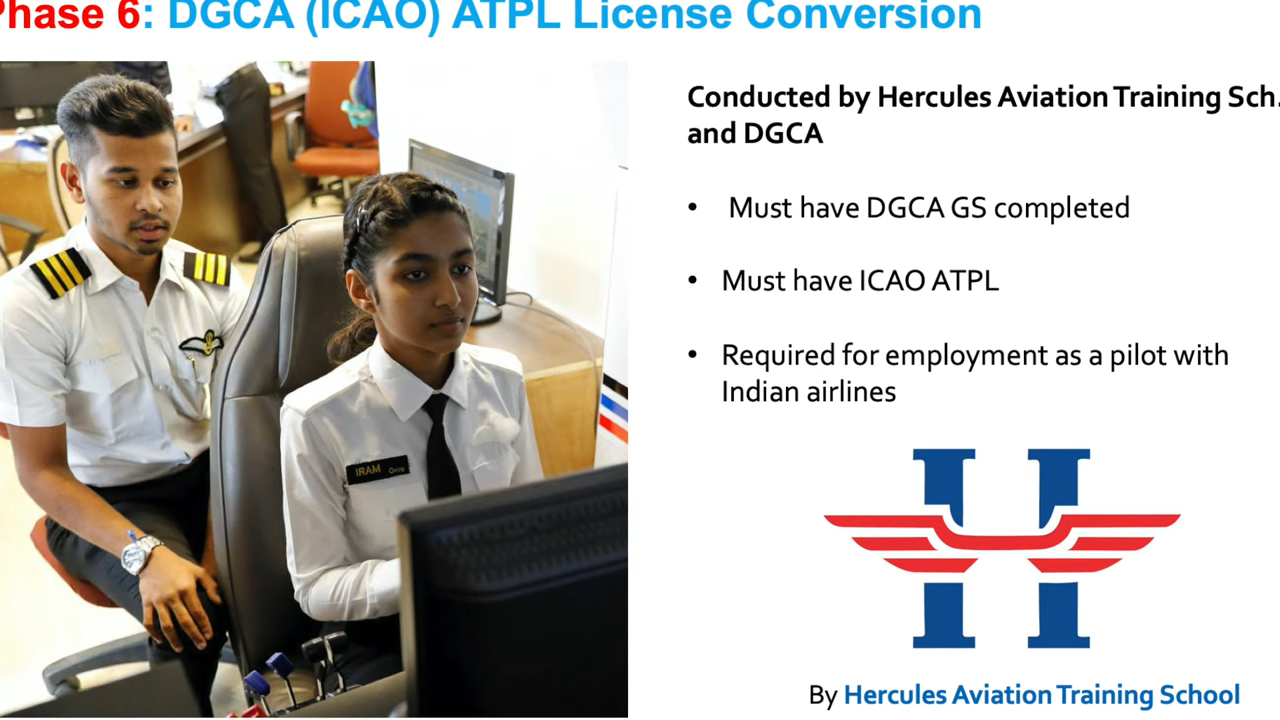 Phase 6: DGCA (ICAO) ATPL License Conversion
Conducted by Hercules Aviation Training Sch.
and DGCA
• Must have DGCA GS completed
• Must have ICAO ATPL
• Required for employment as a pilot with
Indian airlines
IRAM
H
By Hercules Aviation Training School